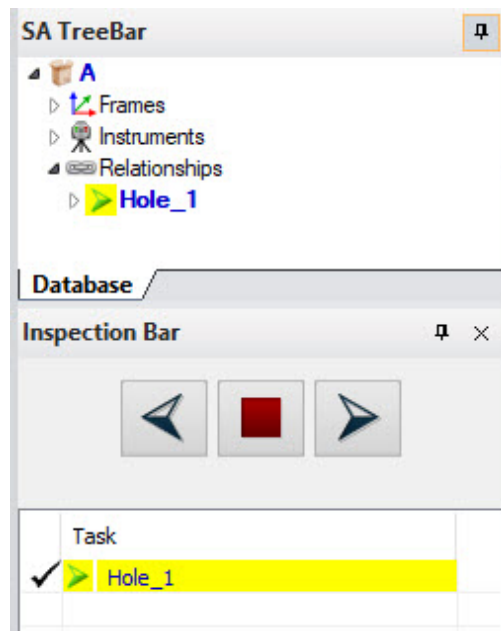 SA TreeBar
A
Frames
Instruments
Relationships
Hole_1
Database
Inspection Bar
Task
Hole_1